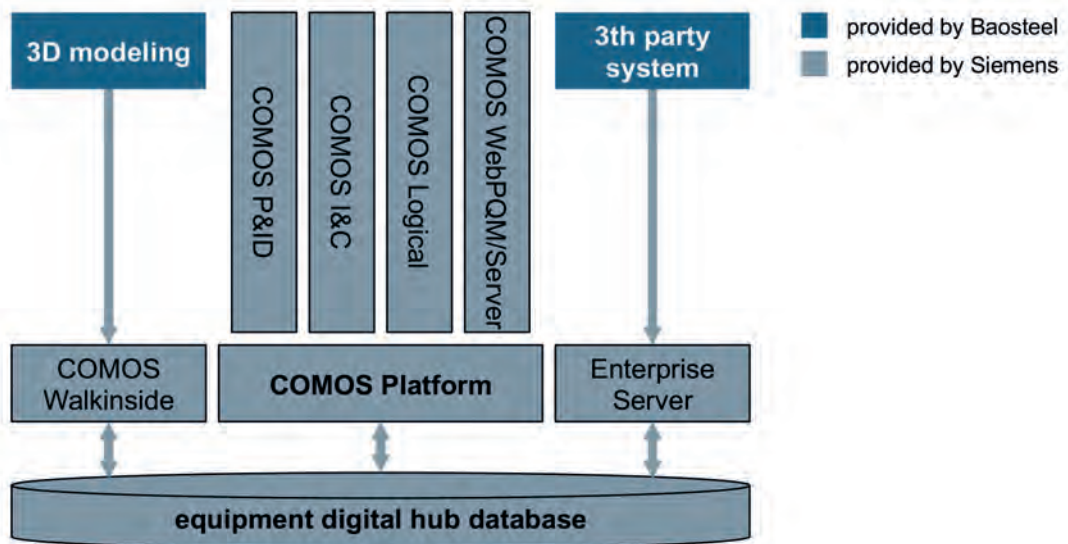 3D modeling
COMOS P&ID
COMOS I&C
COMOS Logical
COMOS WebPQM/Server
3th party
system
provided by Baosteel
provided by Siemens
COMOS
Walkinside
COMOS Platform
Enterprise
Server
equipment digital hub database